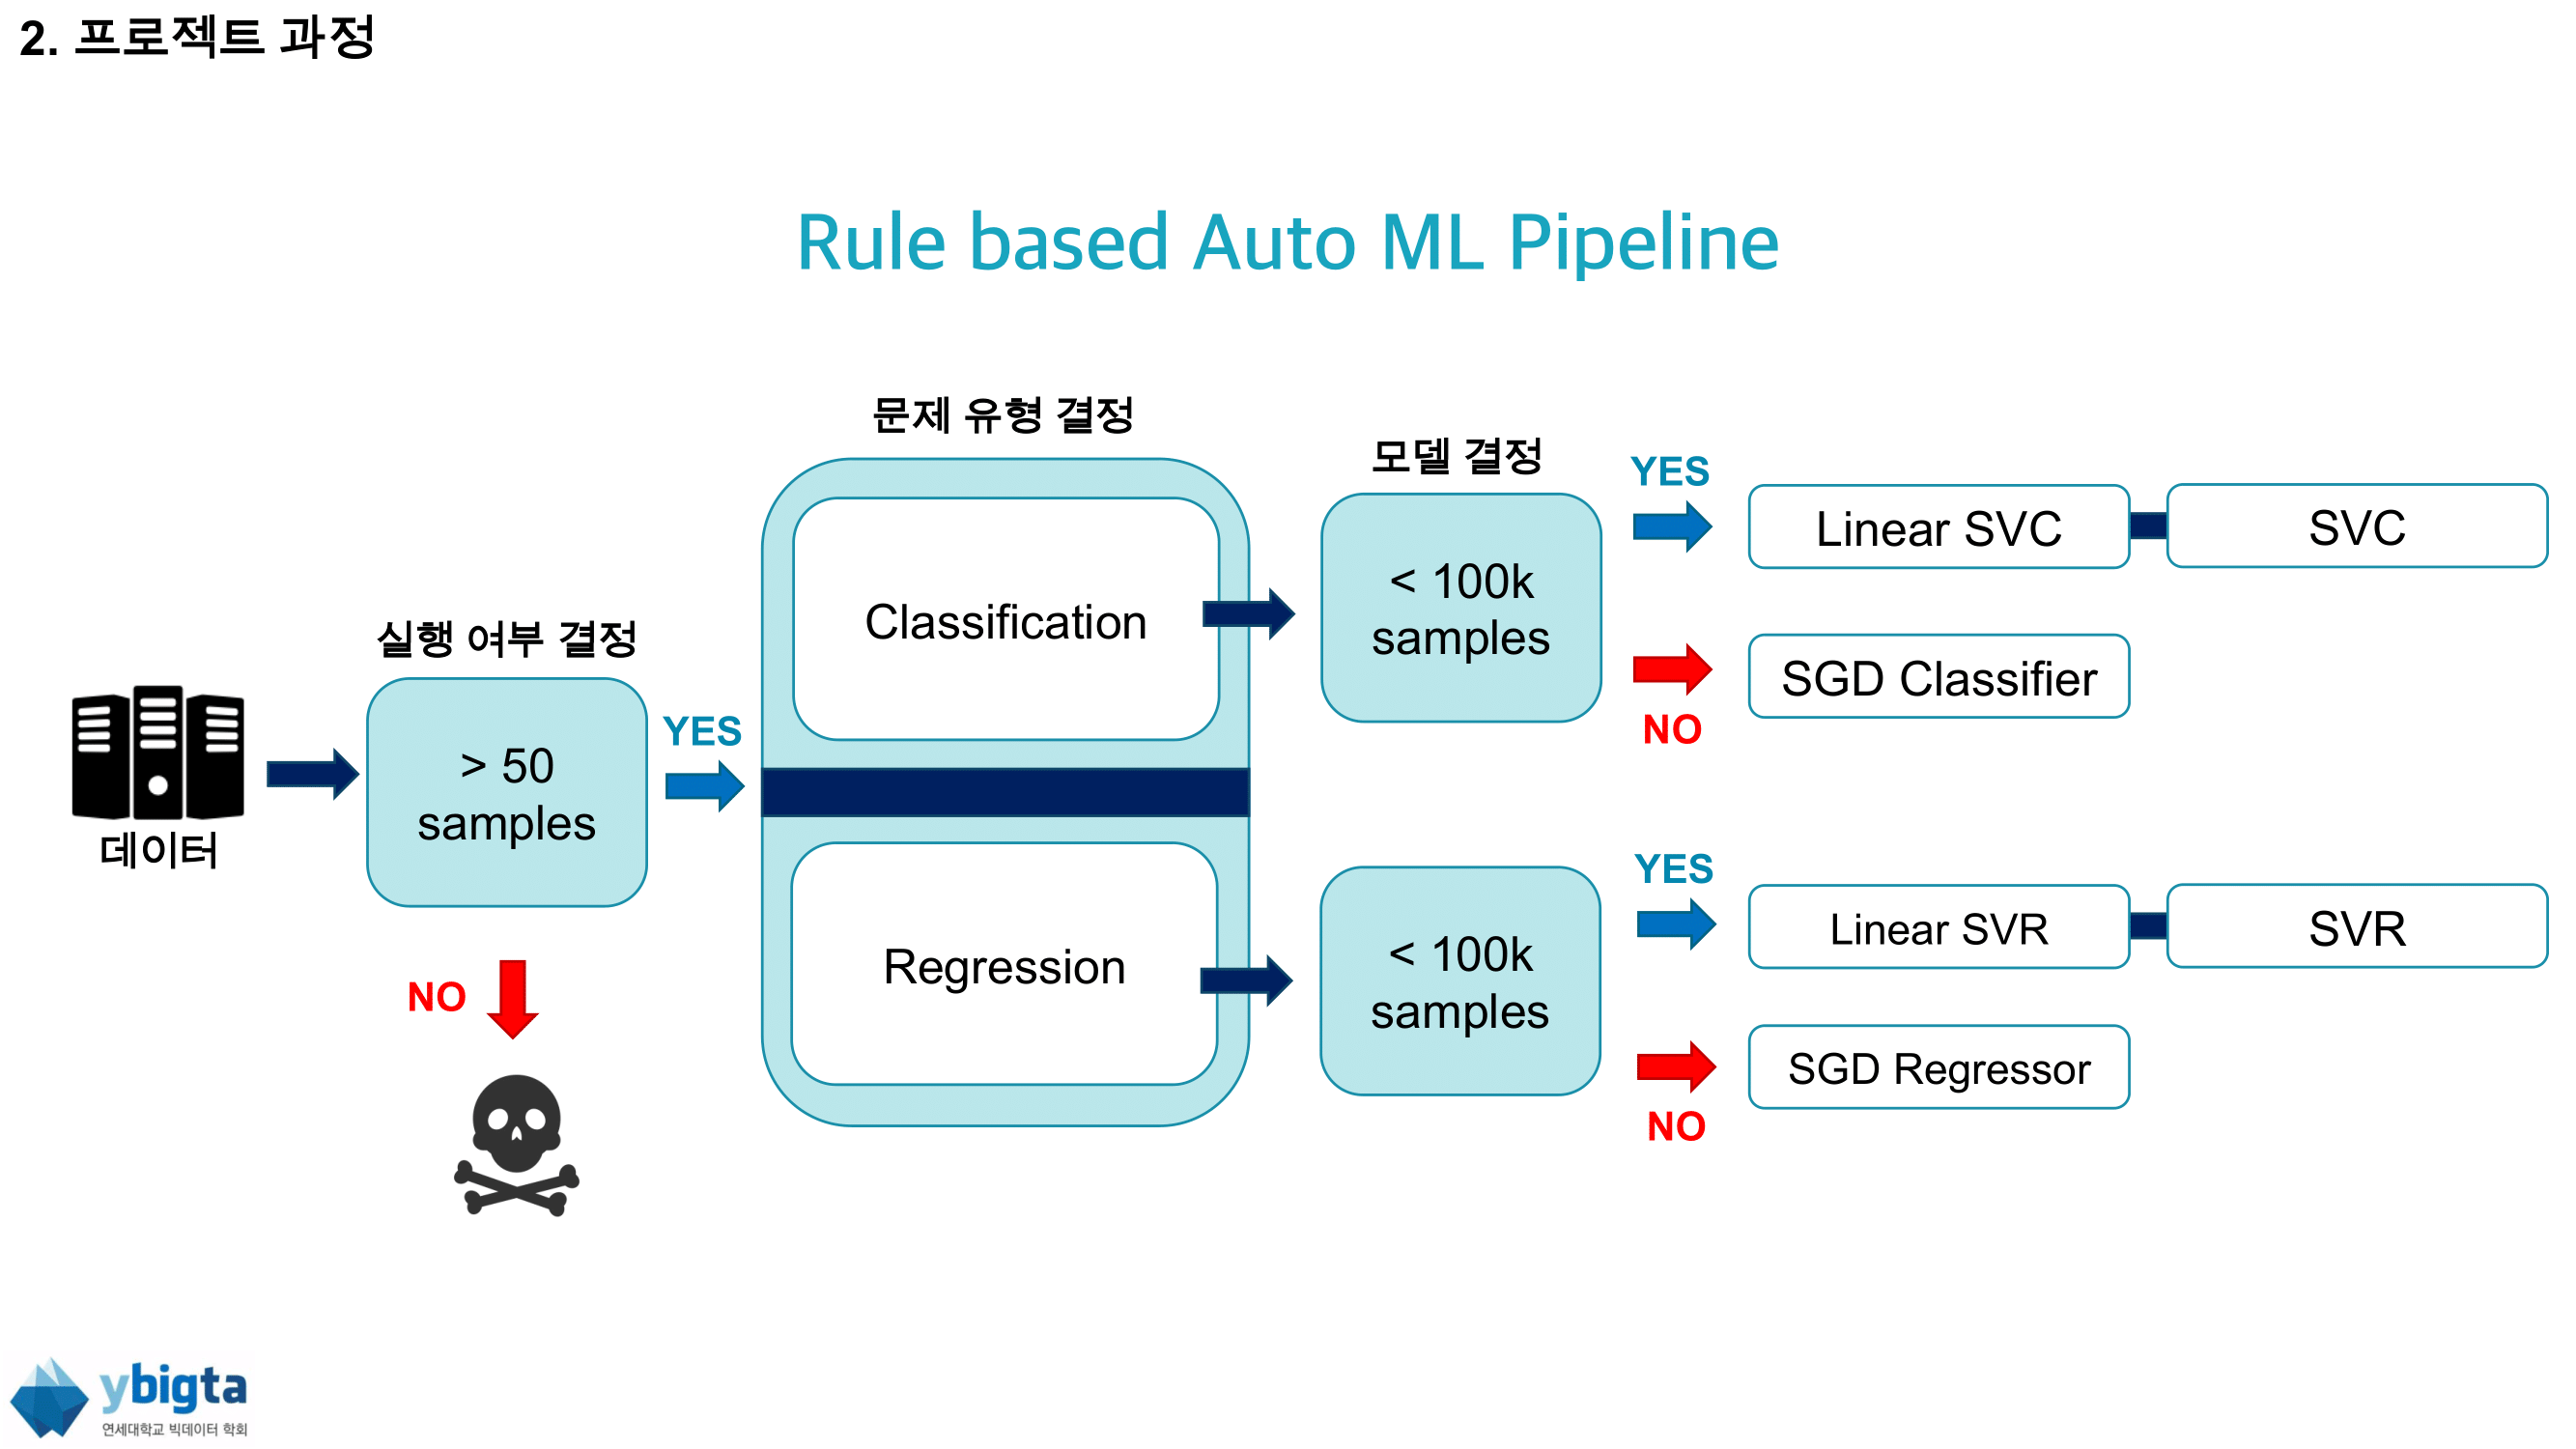 2. 프로젝트 과정
Rule based Auto ML Pipeline
데이터
실행 여부 결정
> 50
samples
YES
NO
문제 유형 결정
Classification
Regression
모델 결정
< 100k
samples
YES
Linear SVC
SVC
NO
SGD Classifier
< 100k
samples
YES
Linear SVR
SVR
NO
SGD Regressor
ybigta
연세대학교 빅데이터 학회